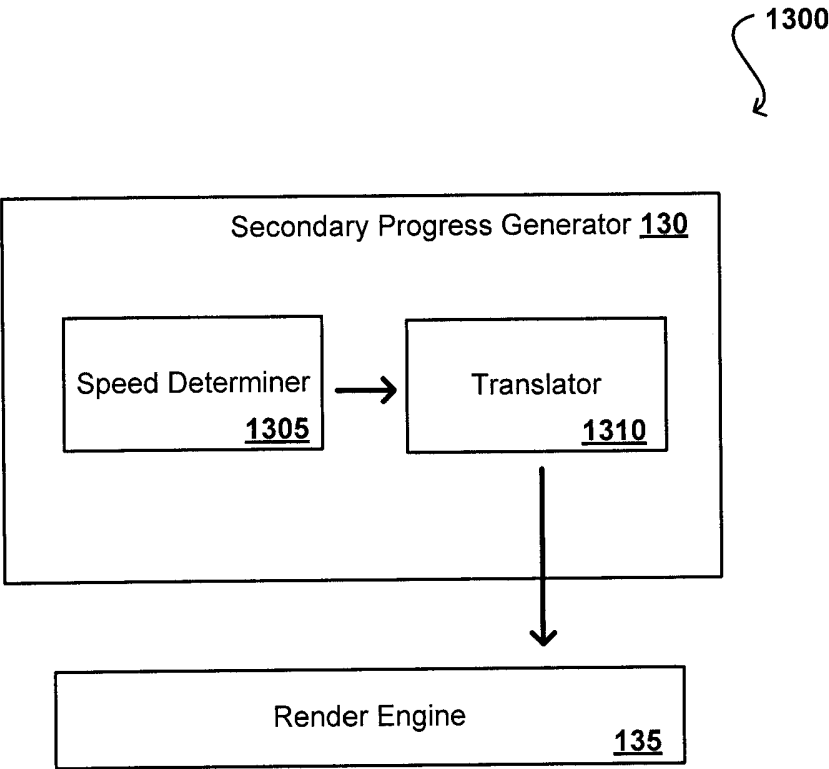 1300
Secondary Progress Generator 130
Speed Determiner
1305
Translator
1310
Render Engine
135